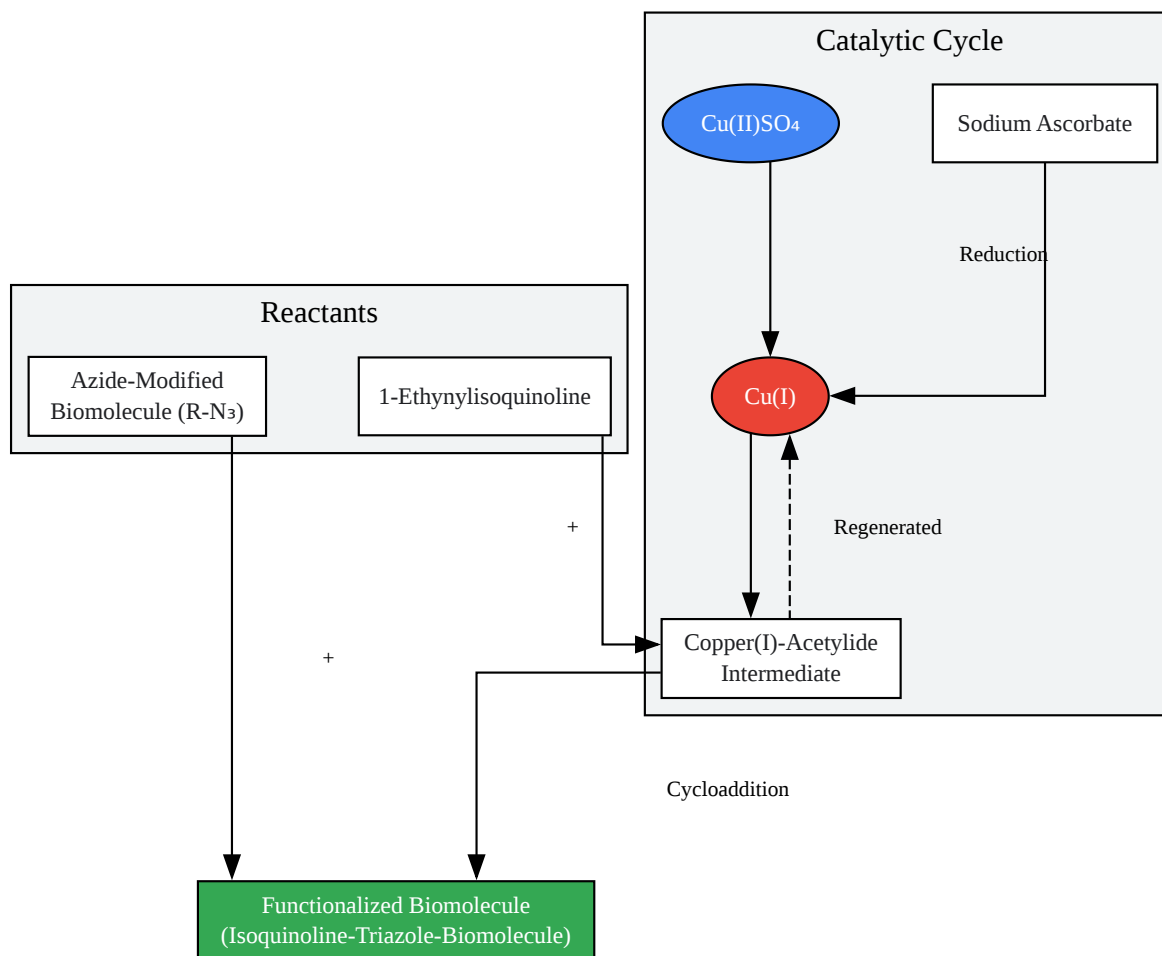 Catalytic Cycle
Cu(II)SO₄
Sodium Ascorbate
Reduction
Reactants
Azide-Modified
Biomolecule (R-N₃)
1-Ethynylisoquinoline
Cu(I)
+
Regenerated
+
Copper(I)-Acetylide
Intermediate
Cycloaddition
Functionalized Biomolecule
(Isoquinoline-Triazole-Biomolecule)